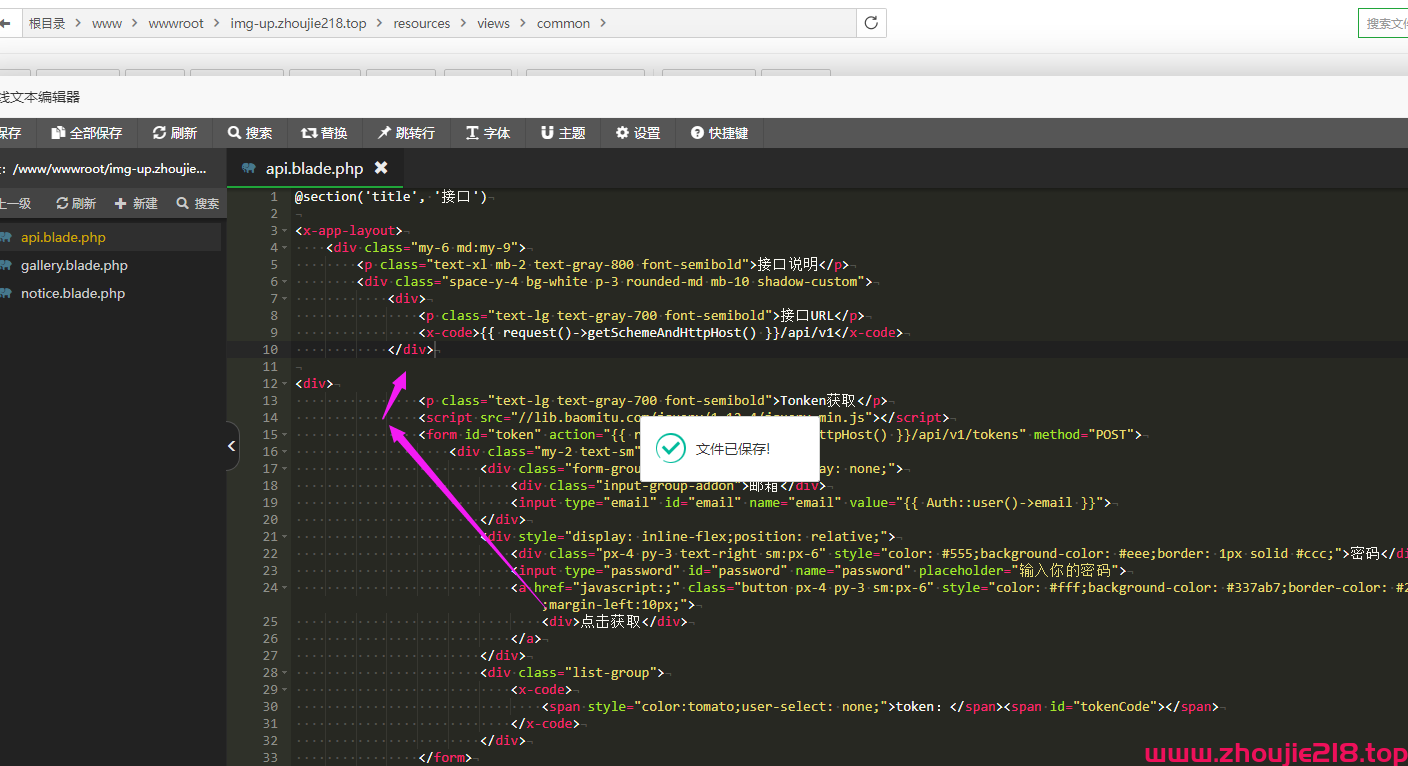 根目录 www wwwroot img-up.zhoujie218.top resources views common
搜索文
线文本编辑器
保存 全部保存 刷新 搜索 替换 跳转行 字体 主题 设置 快捷键
: /www/wwwroot/img-up.zhoujie...
api.blade.php
上一级 刷新 新建 搜索
api.blade.php
gallery.blade.php
notice.blade.php
1 @section('title', '接口')
2
3 <x-app-layout>
4 <div class="my-6 md:my-9">
5 <p class="text-xl mb-2 text-gray-800 font-semibold">接口说明</p>
6 <div class="space-y-4 bg-white p-3 rounded-md mb-10 shadow-custom">
7 <div>
8 <p class="text-lg text-gray-700 font-semibold">接口URL</p>
9 <x-code>{{ request()->getSchemeAndHttpHost() }}/api/v1</x-code>
10 </div>
11
12 <div>
13 <p class="text-lg text-gray-700 font-semibold">Tonken获取</p>
14 <script src="//lib.baomitu.co min.js"></script>
15 <form id="token" action="{{ r ttpHost() }}/api/v1/tokens" method="POST">
16 <div class="my-2 text-sm"
17 <div class="form-grou ay: none;">
18 <div class="input-group-addon">邮箱</div>
19 <input type="email" id="email" name="email" value="{{ Auth::user()->email }}">
20 </div>
21 <div style="display: inline-flex;position: relative;">
22 <div class="px-4 py-3 text-right sm:px-6" style="color: #555;background-color: #eee;border: 1px solid #ccc;">密码</di
23 <input type="password" id="password" name="password" placeholder="输入你的密码">
24 <a href="javascript:;" class="button px-4 py-3 sm:px-6" style="color: #fff;background-color: #337ab7;border-color: #2
;margin-left:10px;">
25 <div>点击获取</div>
26 </a>
27 </div>
28 <div class="list-group">
29 <x-code>
30 <span style="color:tomato;user-select: none;">token: </span><span id="tokenCode"></span>
31 </x-code>
32 </div>
33 </form>
文件已保存!
www.zhoujie218.top